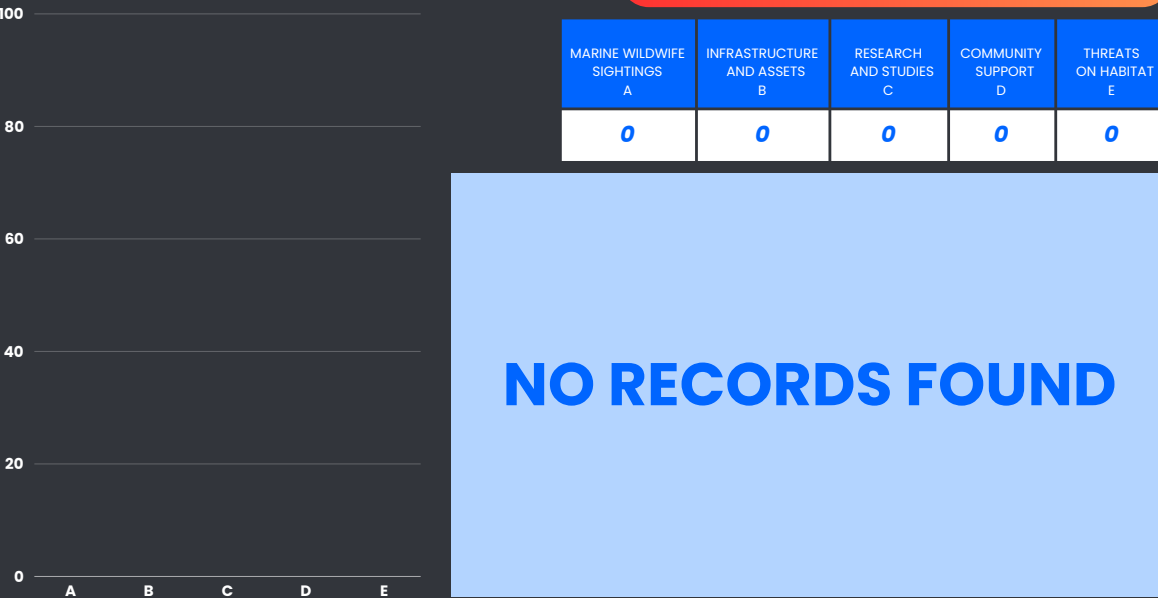 100
80
60
40
20
0
A B C D E
MARINE WILDWIFE SIGHTINGS A
INFRASTRUCTURE AND ASSETS B
RESEARCH AND STUDIES C
COMMUNITY SUPPORT D
THREATS ON HABITAT E
0 0 0 0 0
NO RECORDS FOUND